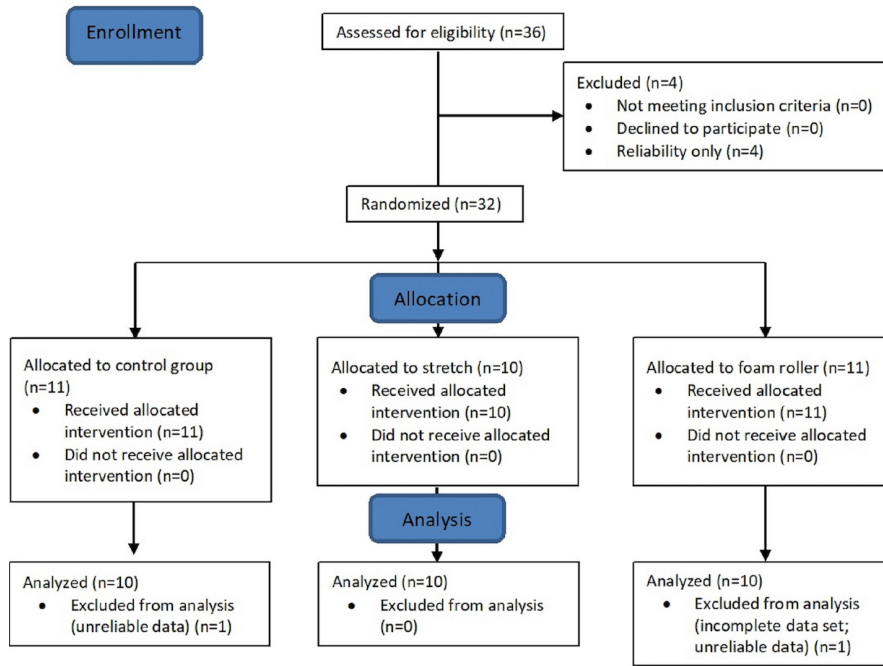 Enrollment
Assessed for eligibility (n=36)
Excluded (n=4)
• Not meeting inclusion criteria (n=0)
• Declined to participate (n=0)
• Reliability only (n=4)
Randomized (n=32)
Allocation
Allocated to control group
(n=11)
• Received allocated
intervention (n=11)
• Did not receive allocated
intervention (n=0)
Allocated to stretch (n=10)
• Received allocated
intervention (n=10)
• Did not receive allocated
intervention (n=0)
Allocated to foam roller (n=11)
• Received allocated
intervention (n=11)
• Did not receive allocated
intervention (n=0)
Analysis
Analyzed (n=10)
• Excluded from analysis
(unreliable data) (n=1)
Analyzed (n=10)
• Excluded from analysis
(n=0)
Analyzed (n=10)
• Excluded from analysis
(incomplete data set;
unreliable data) (n=1)